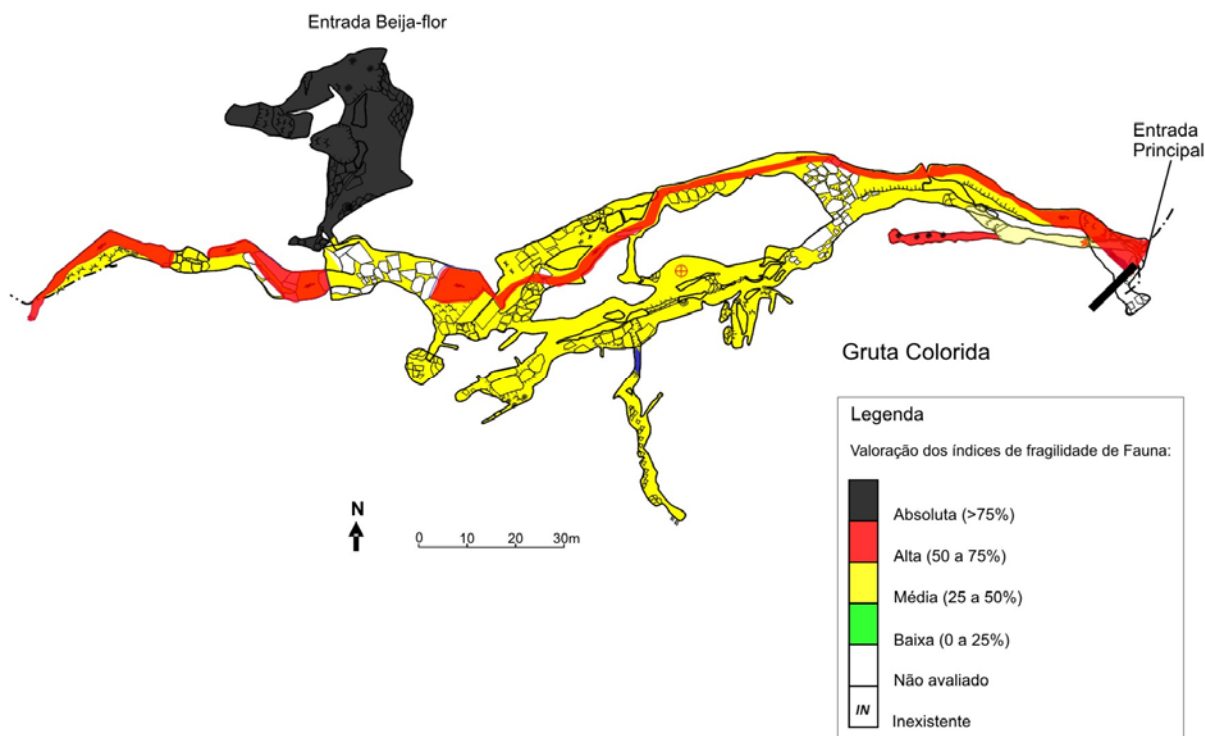 Entrada Beija-flor
Entrada
Principal
Gruta Colorida
N
0 10 20 30m
Legenda
Valoração dos índices de fragilidade de Fauna:
Absoluta (>75%)
Alta (50 a 75%)
Média (25 a 50%)
Baixa (0 a 25%)
Não avaliado
IN Inexistente